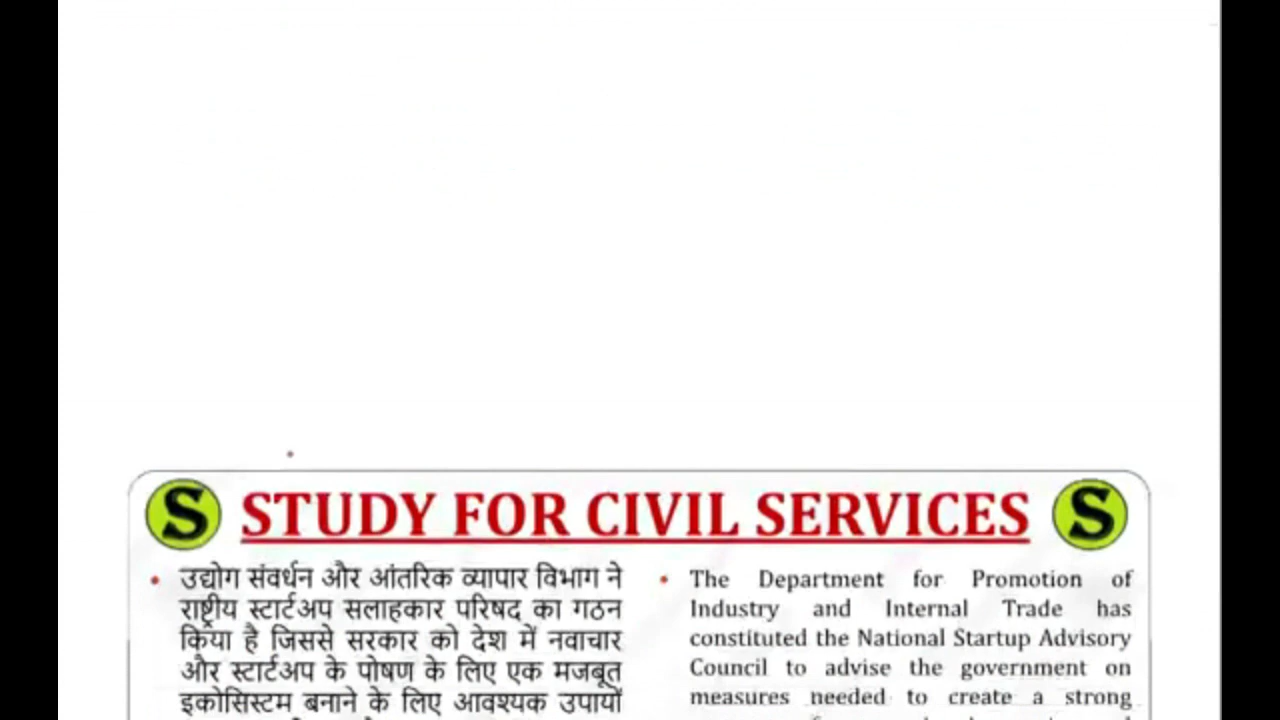 S STUDY FOR CIVIL SERVICES S
• उद्योग संवर्धन और आंतरिक व्यापार विभाग ने
राष्ट्रीय स्टार्टअप सलाहकार परिषद का गठन
किया है जिससे सरकार को देश में नवाचार
और स्टार्टअप के पोषण के लिए एक मजबूत
इकोसिस्टम बनाने के लिए आवश्यक उपायों
• The Department for Promotion of
Industry and Internal Trade has
constituted the National Startup Advisory
Council to advise the government on
measures needed to create a strong